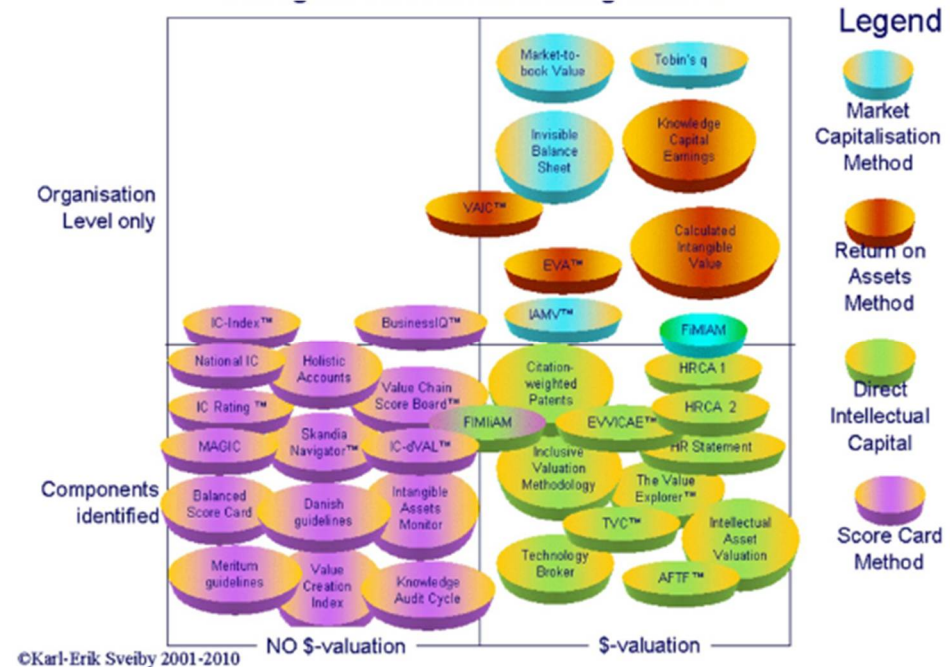 Legend
Market-to-
book Value
Tobin's q
Market
Capitalisation
Method
Invisible
Balance
Sheet
Knowledge
Capital
Earnings
Organisation
Level only
VAIC™
Calculated
Intangible
Value
EVA™
Return on
Assets
Method
IC-Index™
BusinessIQ™
IAMV™
FiMIAM
National IC
Holistic
Accounts
Value Chain
Score Board™
Citation-
weighted
Patents
HRCA 1
IC Rating ™
FIMIIAM
EVVICAE™
HRCA 2
Direct
Intellectual
Capital
MAGIC
Skandia
Navigator™
IC-dVAL™
Inclusive
Valuation
Methodology
HR Statement
Components
identified
Balanced
Score Card
Danish
guidelines
Intangible
Assets
Monitor
The Value
Explorer™
TVC™
Intellectual
Asset
Valuation
Score Card
Method
Meritum
guidelines
Value
Creation
Index
Knowledge
Audit Cycle
Technology
Broker
AFTF™
NO $-valuation
$-valuation
©Karl-Erik Sveiby 2001-2010